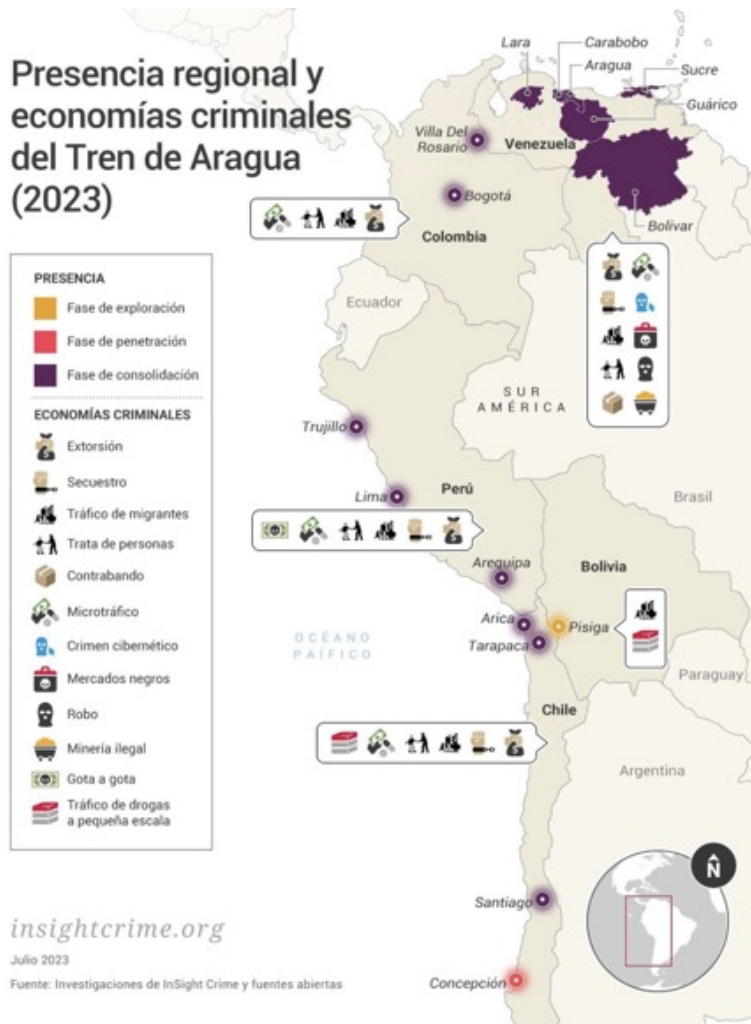 Presencia regional y
economías criminales
del Tren de Aragua
(2023)
PRESENCIA
Fase de exploración
Fase de penetración
Fase de consolidación
ECONOMÍAS CRIMINALES
Extorsión
Secuestro
Tráfico de migrantes
Trata de personas
Contrabando
Microtráfico
Crimen cibernético
Mercados negros
Robo
Minería ilegal
Gota a gota
Tráfico de drogas
a pequeña escala
Lara
Carabobo
Aragua
Sucre
Guárico
Villa Del
Rosario
Venezuela
Bogotá
Bolívar
Colombia
Ecuador
SUR
AMÉRICA
Trujillo
Lima
Perú
Brasil
Arequipa
Bolivia
Arica
Pisiga
Tarapaca
OCÉANO
PAÍFICO
Paraguay
Chile
Argentina
Santiago
Concepción
N
insightcrime.org
Julio 2023
Fuente: Investigaciones de InSight Crime y fuentes abiertas